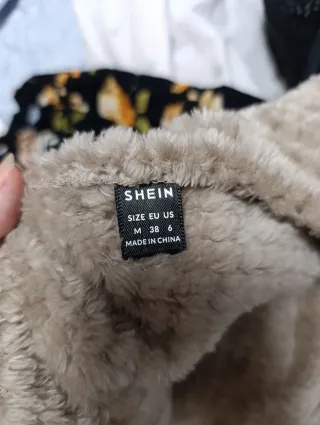 SHEIN
SIZE EU US
M 38 6
MADE IN CHINA